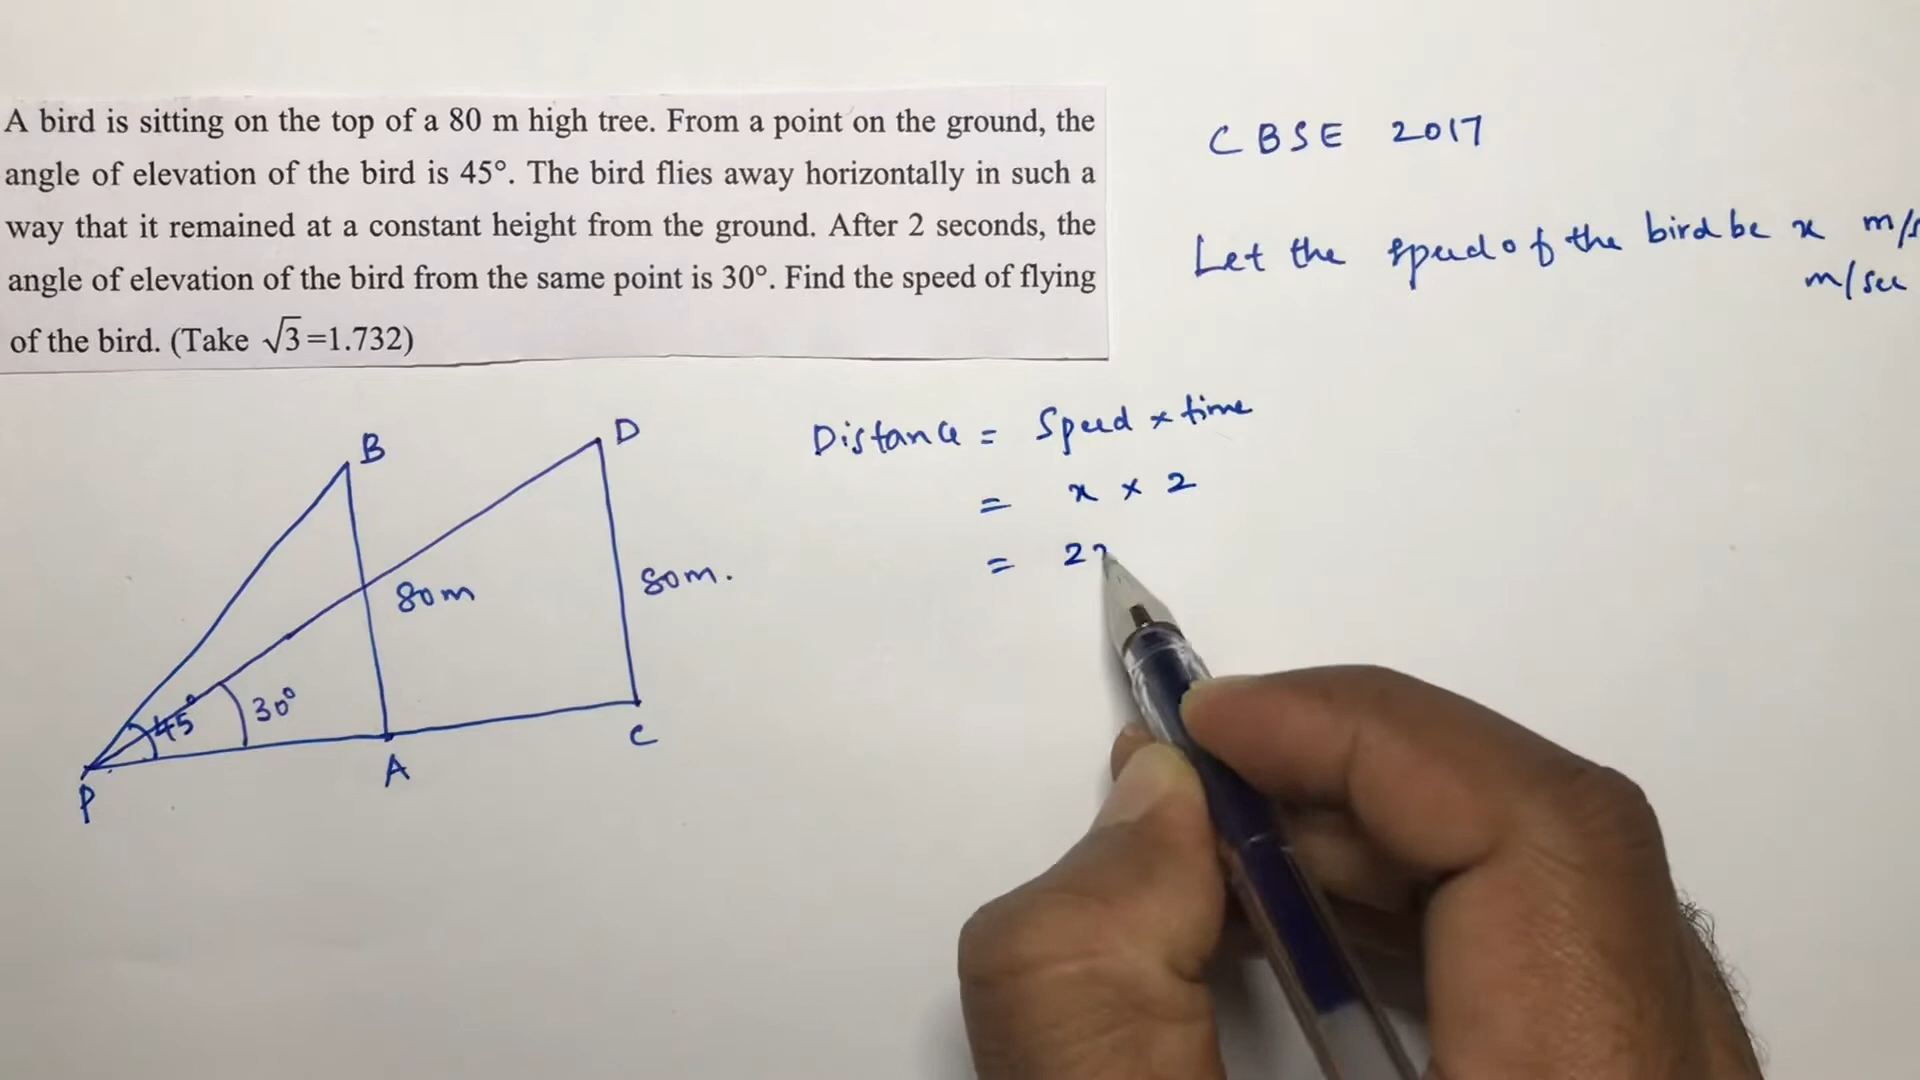 A bird is sitting on the top of a 80 m high tree. From a point on the ground, the
angle of elevation of the bird is 45°. The bird flies away horizontally in such a
way that it remained at a constant height from the ground. After 2 seconds, the
angle of elevation of the bird from the same point is 30°. Find the speed of flying
of the bird. (Take √3=1.732)
CBSE 2017
Let the speed of the bird be x m/s
m/sec
Distance = Speed × time
= x × 2
= 2
B
D
80m
80m.
45°
30°
P
A
C